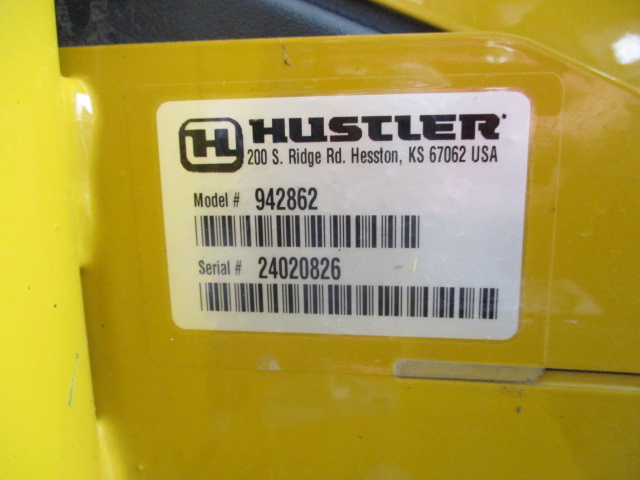 H HUSTLER
200 S. Ridge Rd. Hesston, KS 67062 USA
Model # 942862
Serial # 24020826